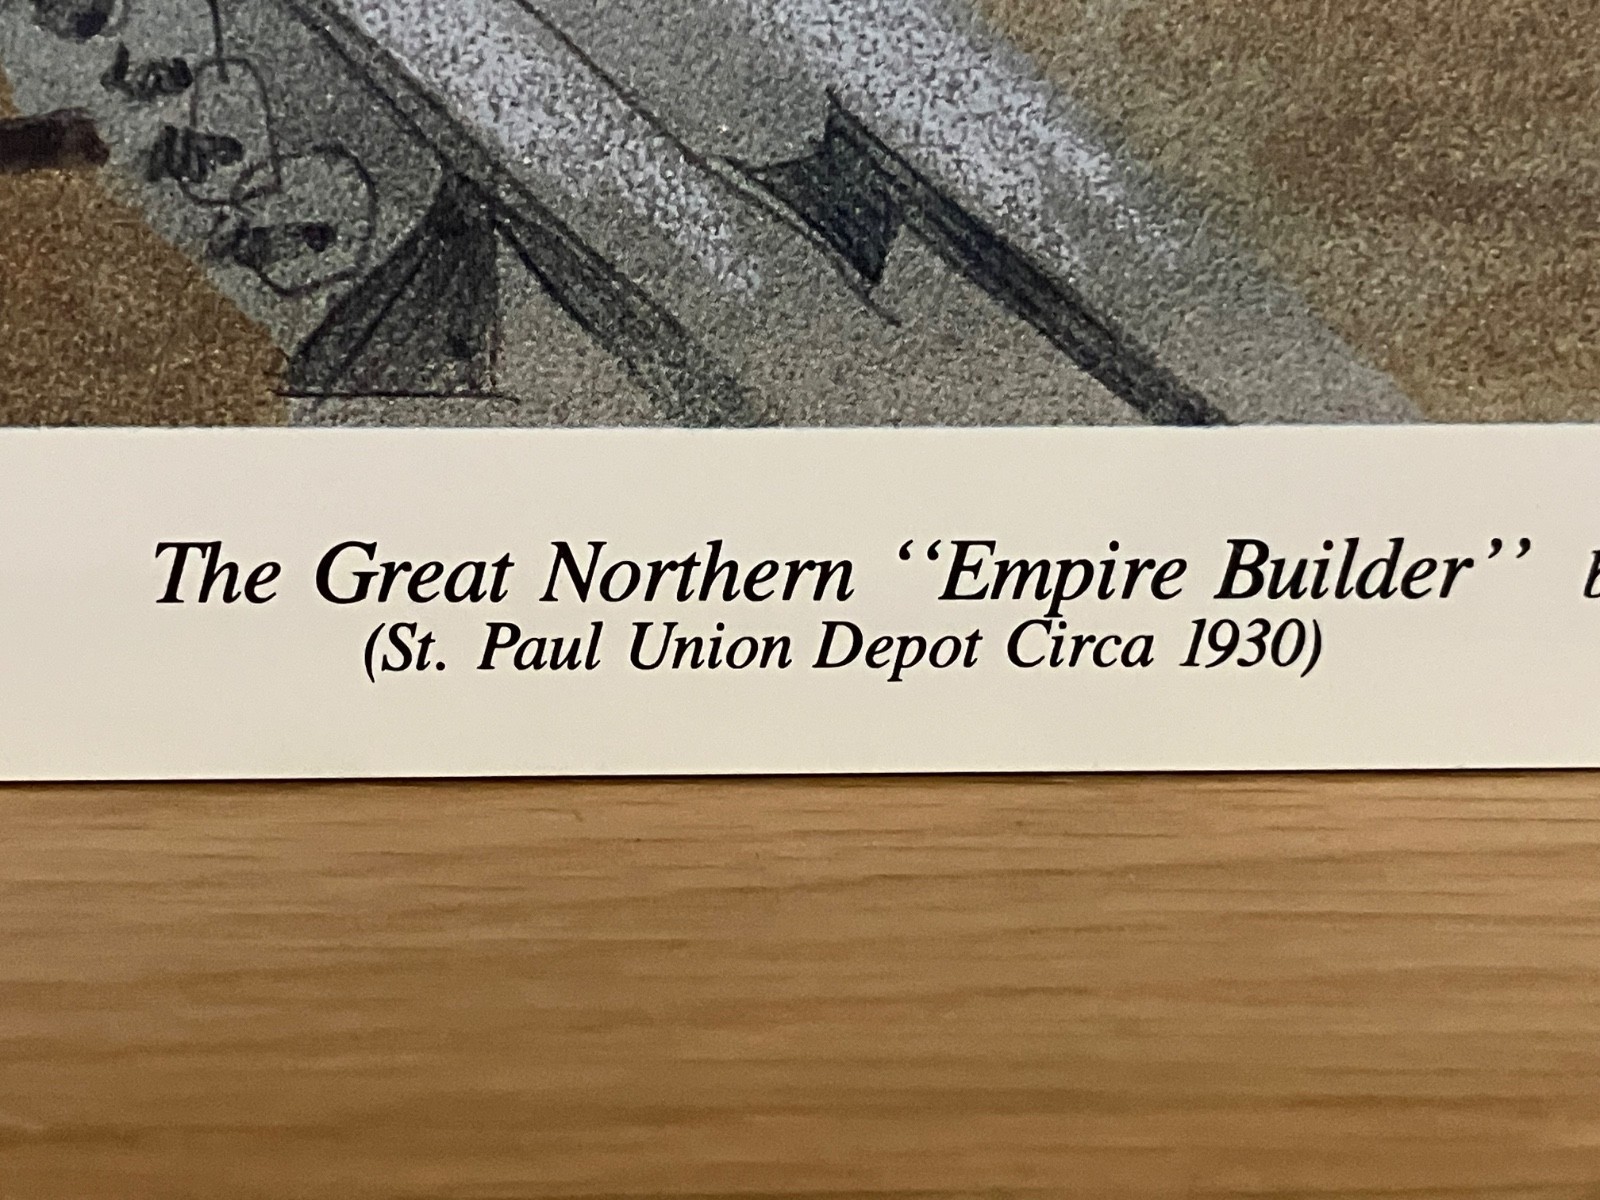 The Great Northern ‘‘Empire Builder’’
(St. Paul Union Depot Circa 1930)